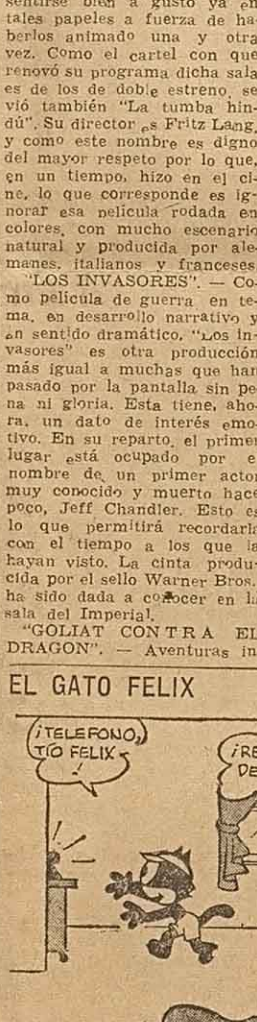 sentirse bien a gusto ya en
tales papeles a fuerza de ha-
berlos animado una y otra
vez. Como el cartel con que
renovó su programa dicha sala
es de los de doble estreno, se
vió también "La tumba hin-
dú". Su director es Fritz Lang,
y como este nombre es digno
del mayor respeto por lo que,
en un tiempo, hizo en el ci-
ne, lo que corresponde es ig-
norar esa película rodada en
colores, con mucho escenario
natural y producida por ale-
manes, italianos y franceses
"LOS INVASORES". — Co-
mo película de guerra en te-
ma, en desarrollo narrativo y
en sentido dramático, "Los in-
vasores" es otra producción
más igual a muchas que han
pasado por la pantalla sin pe-
na ni gloria. Esta tiene, aho-
ra, un dato de interés emo-
tivo. En su reparto, el primer
lugar está ocupado por e
nombre de un primer actor
muy conocido y muerto hace
poco, Jeff Chandler. Esto es
lo que permitirá recordarla
con el tiempo a los que la
hayan visto. La cinta produ-
cida por el sello Warner Bros.
ha sido dada a conocer en la
sala del Imperial.
"GOLIAT CONTRA EL
DRAGON". — Aventuras in
EL GATO FELIX
¡TELEFONO,
TÍO FELIX
!
¡RE
DE